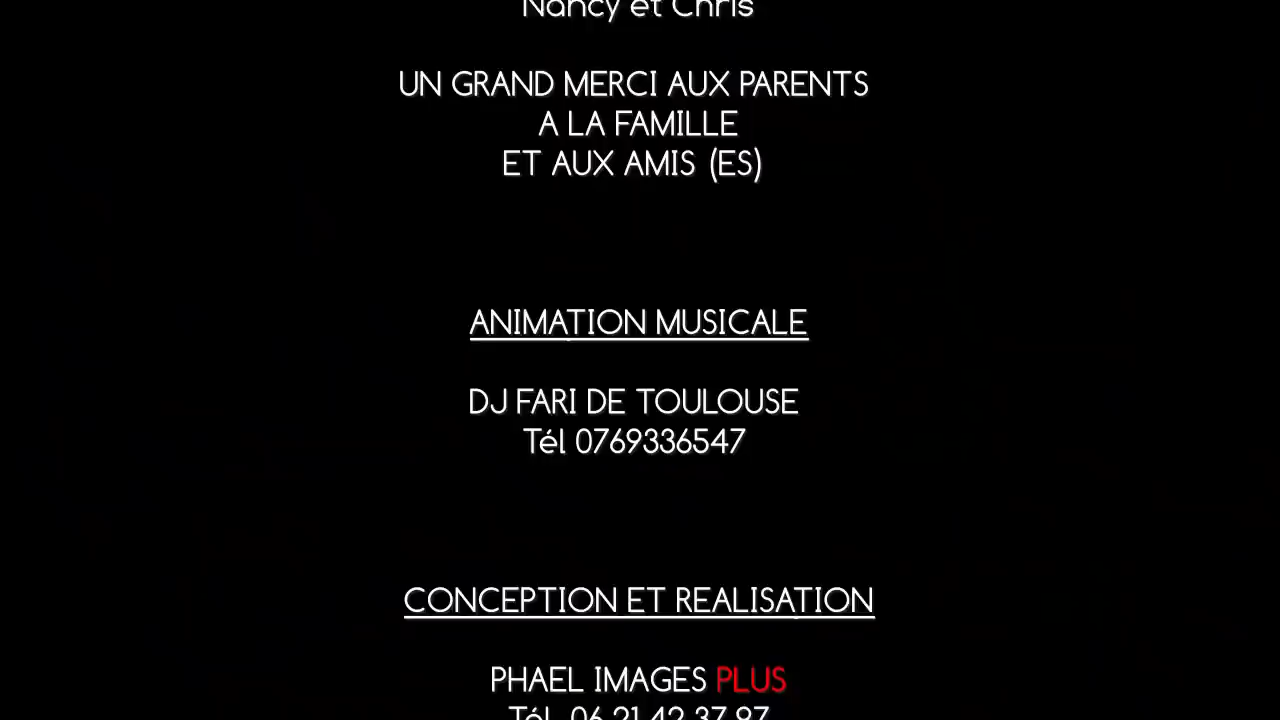 Nancy et Chris
UN GRAND MERCI AUX PARENTS
A LA FAMILLE
ET AUX AMIS (ES)
ANIMATION MUSICALE
DJ FARI DE TOULOUSE
Tél 0769336547
CONCEPTION ET REALISATION
PHAEL IMAGES PLUS
Tél 06 21 42 37